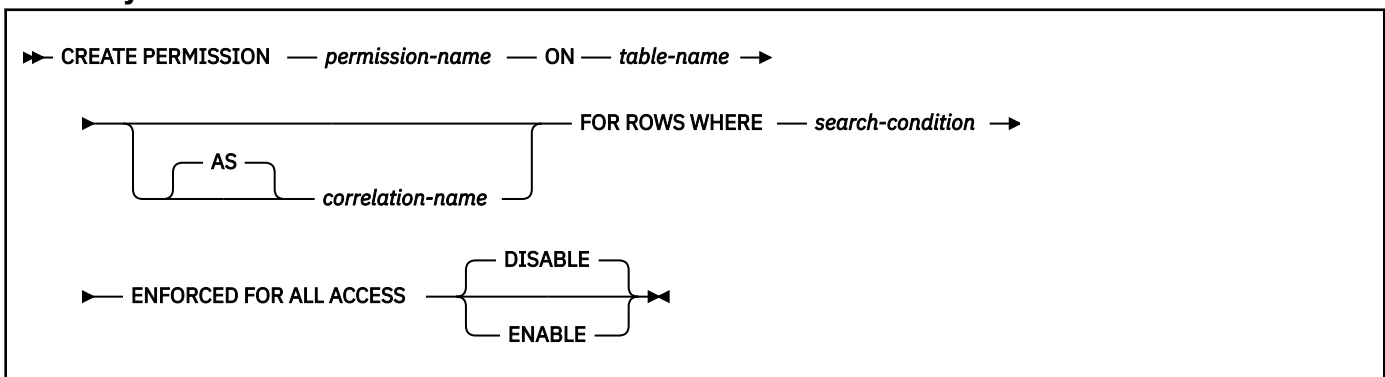 CREATE PERMISSION permission-name ON table-name
FOR ROWS WHERE search-condition
AS
correlation-name
DISABLE
ENFORCED FOR ALL ACCESS
ENABLE